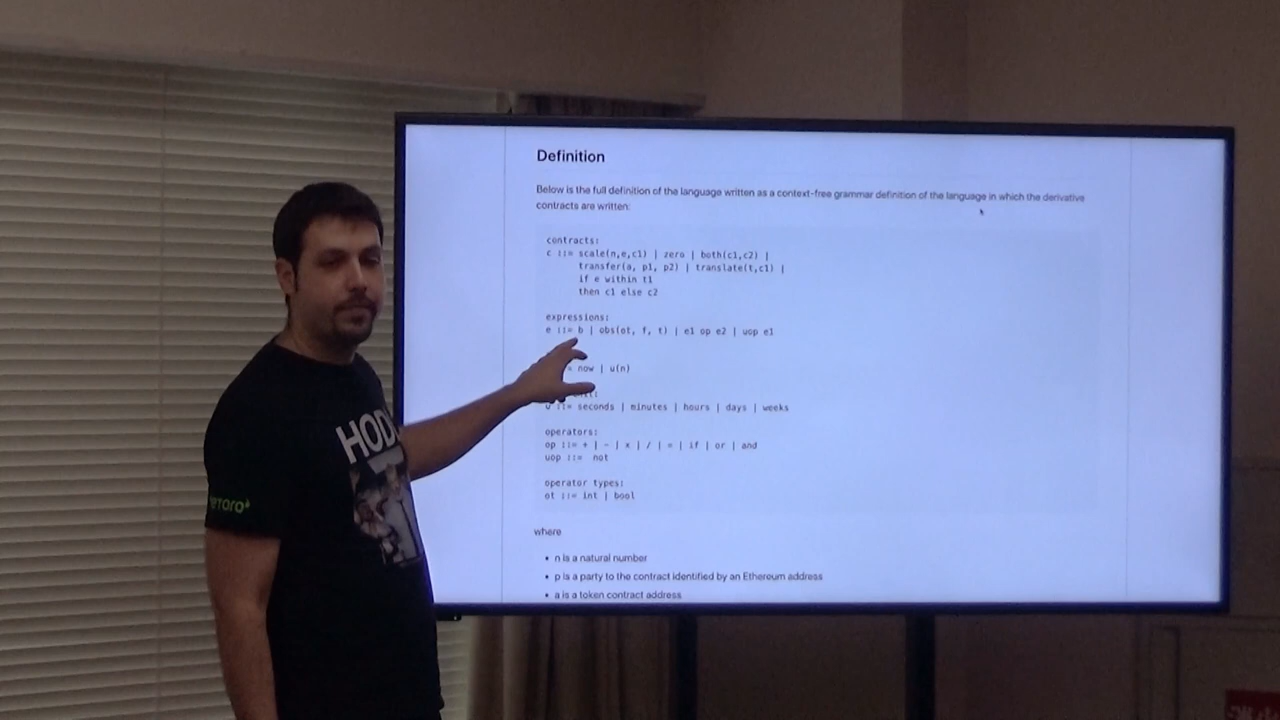 Definition
Below is the full definition of the language written as a context-free grammar definition of the language in which the derivative
contracts are written:
contracts:
c ::= scale(n,e,c1) | zero | both(c1,c2) |
transfer(a, p1, p2) | translate(t,c1) |
if e within t1
then c1 else c2
expressions:
e ::= b | obs(ot, f, t) | e1 op e2 | uop e1
= now | u(n)
u ::= seconds | minutes | hours | days | weeks
operators:
op ::= + | - | x | / | = | if | or | and
uop ::= not
operator types:
ot ::= int | bool
where
• n is a natural number
• p is a party to the contract identified by an Ethereum address
• a is a token contract address
HOD